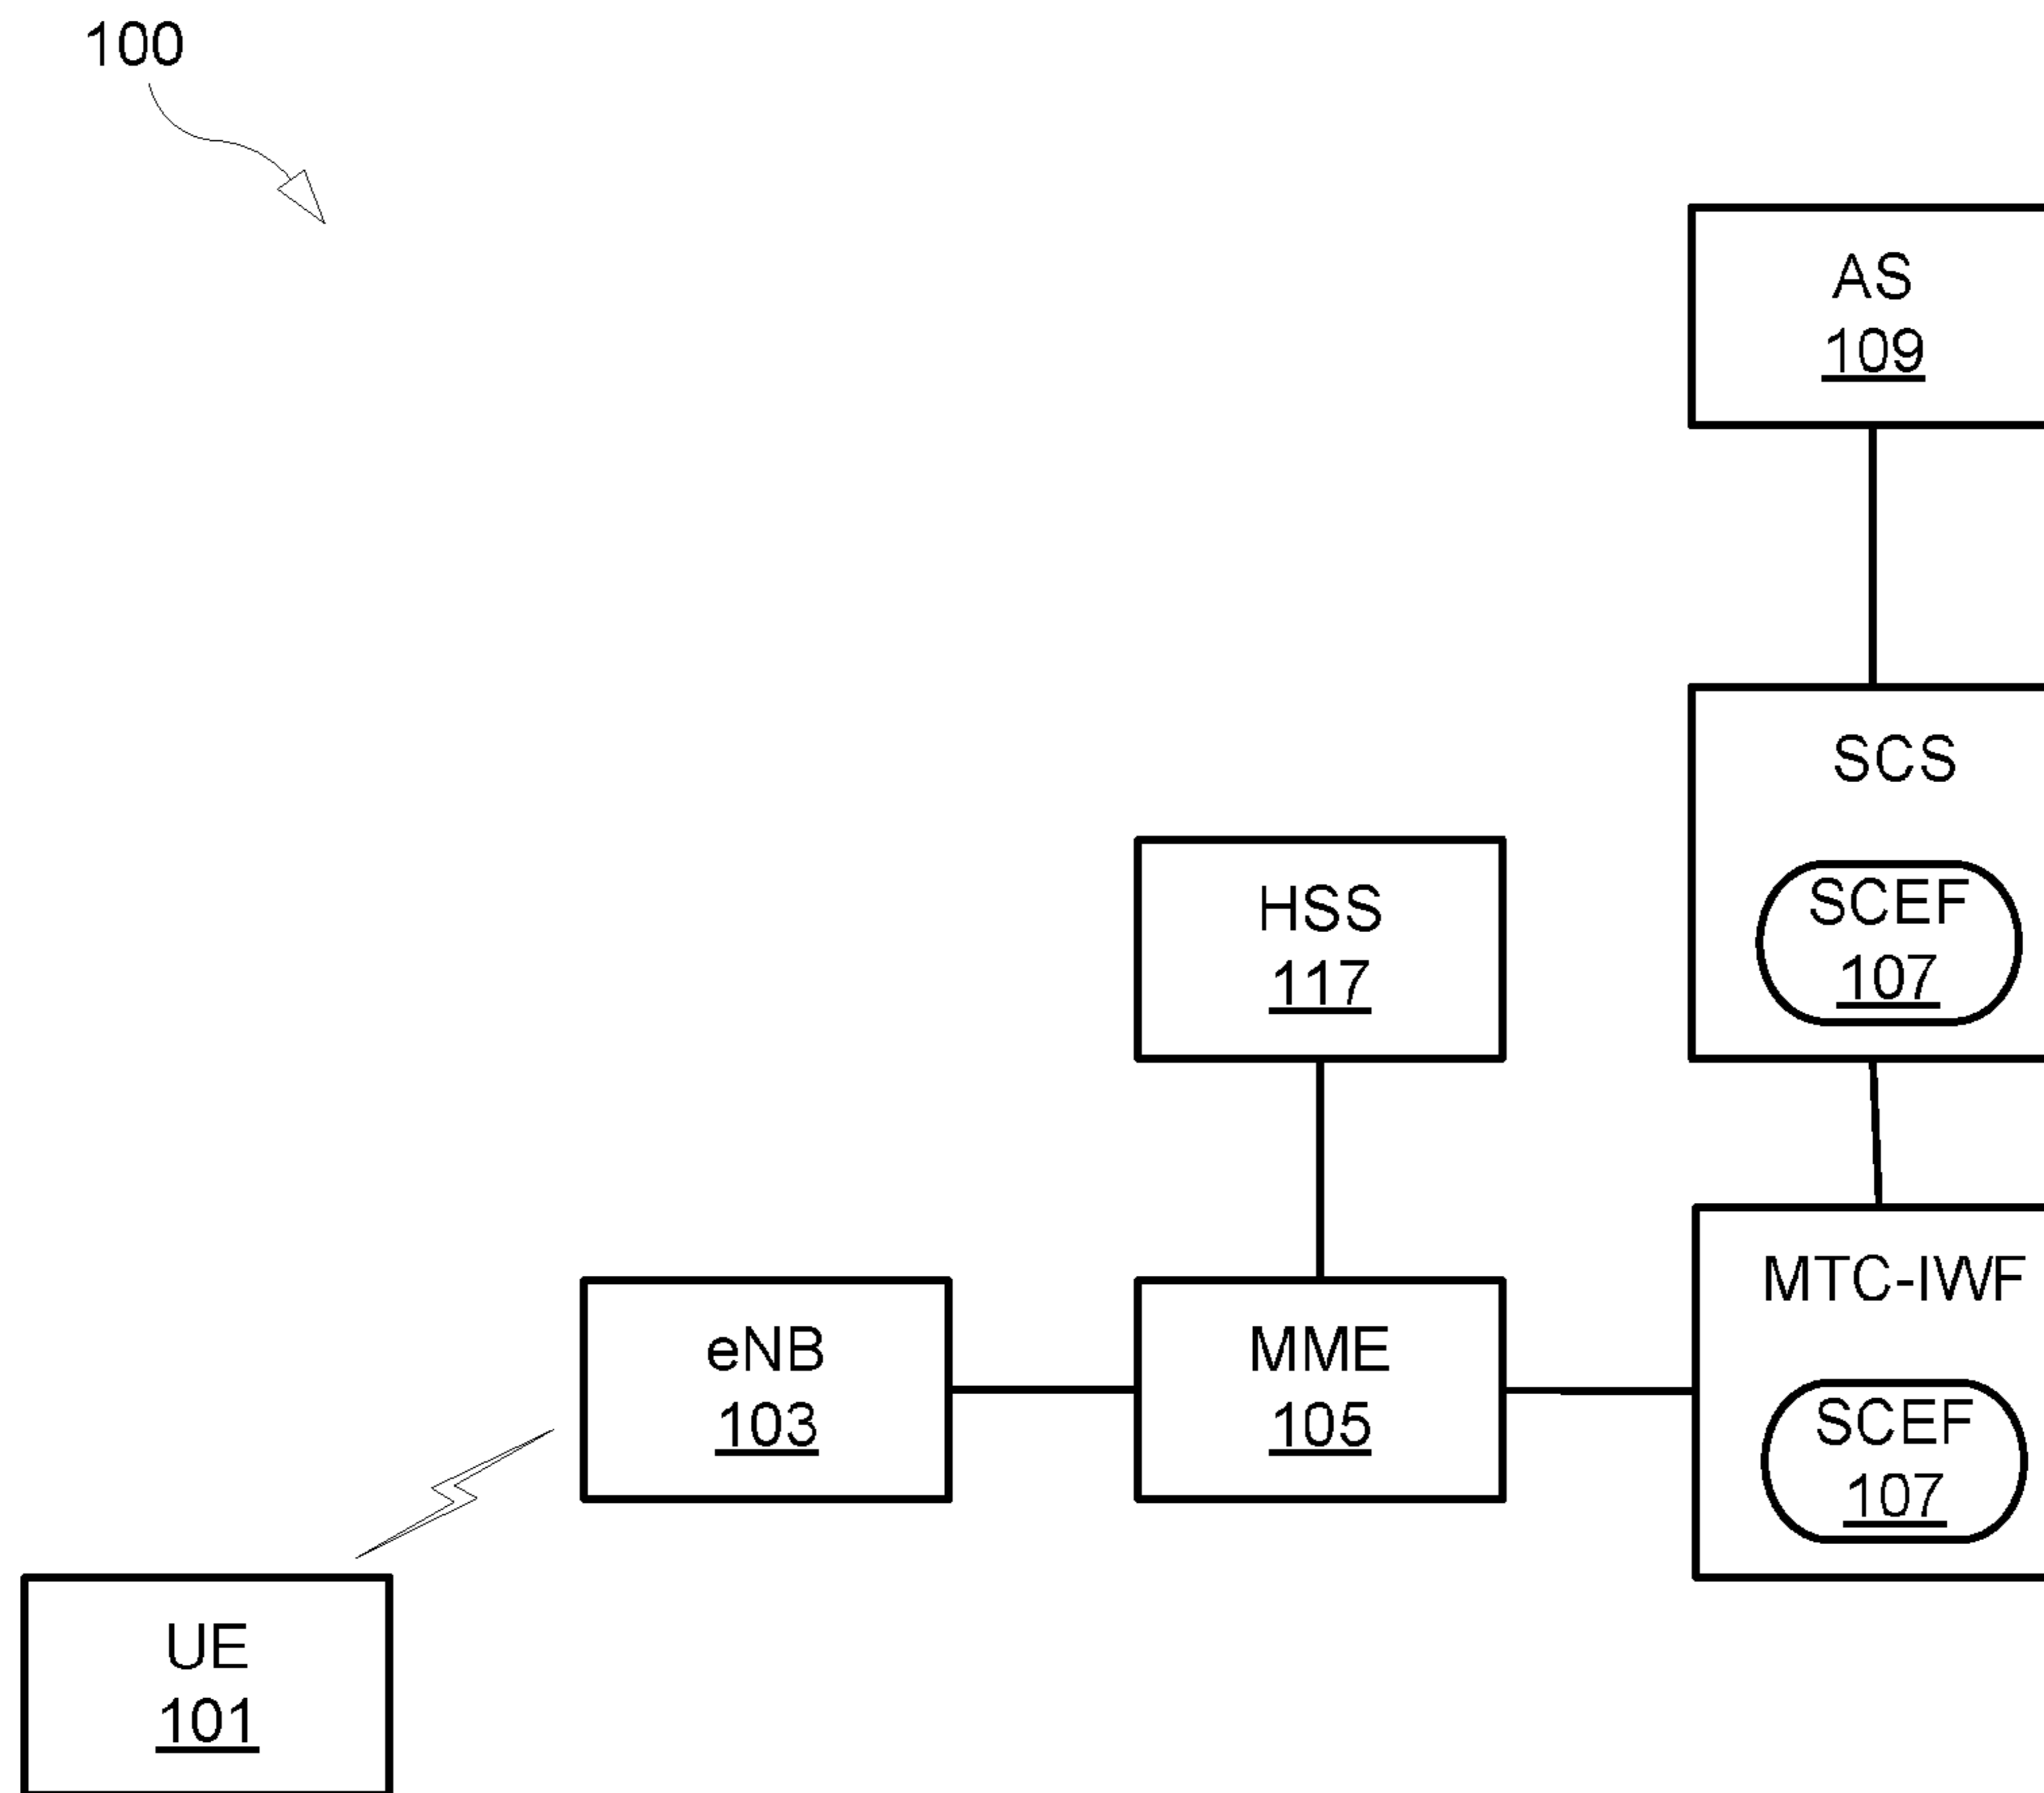 100
AS
109
SCS
SCEF
107
HSS
117
MTC-IWF
SCEF
107
eNB
103
MME
105
UE
101